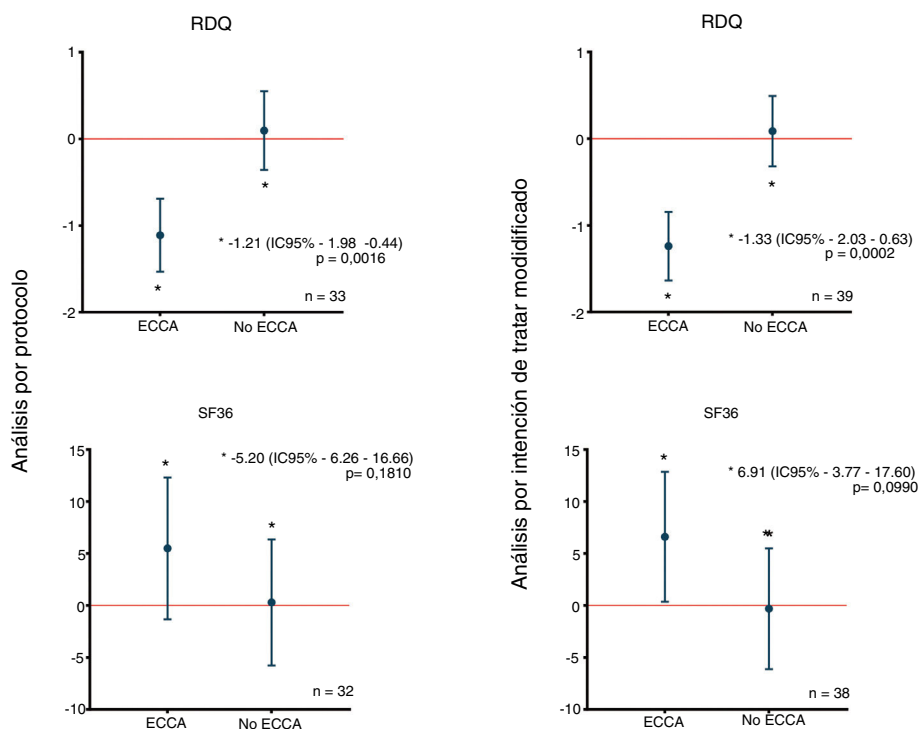 RDQ
Análisis por protocolo
1
0
-1
-2
* -1.21 (IC95% - 1.98 -0.44)
p = 0,0016
*
*
n = 33
ECCA
No ECCA
RDQ
Análisis por intención de tratar modidificado
1
0
-1
-2
* -1.33 (IC95% - 2.03 - 0.63)
p = 0,0002
*
*
n = 39
ECCA
No ECCA
SF36
15
10
5
0
-5
-10
* -5.20 (IC95% - 6.26 - 16.66)
p= 0,1810
*
*
n = 32
ECCA
No ECCA
SF36
15
10
5
0
-5
-10
* 6.91 (IC95% - 3.77 - 17.60)
p= 0,0990
*
**
n = 38
ECCA
No ECCA